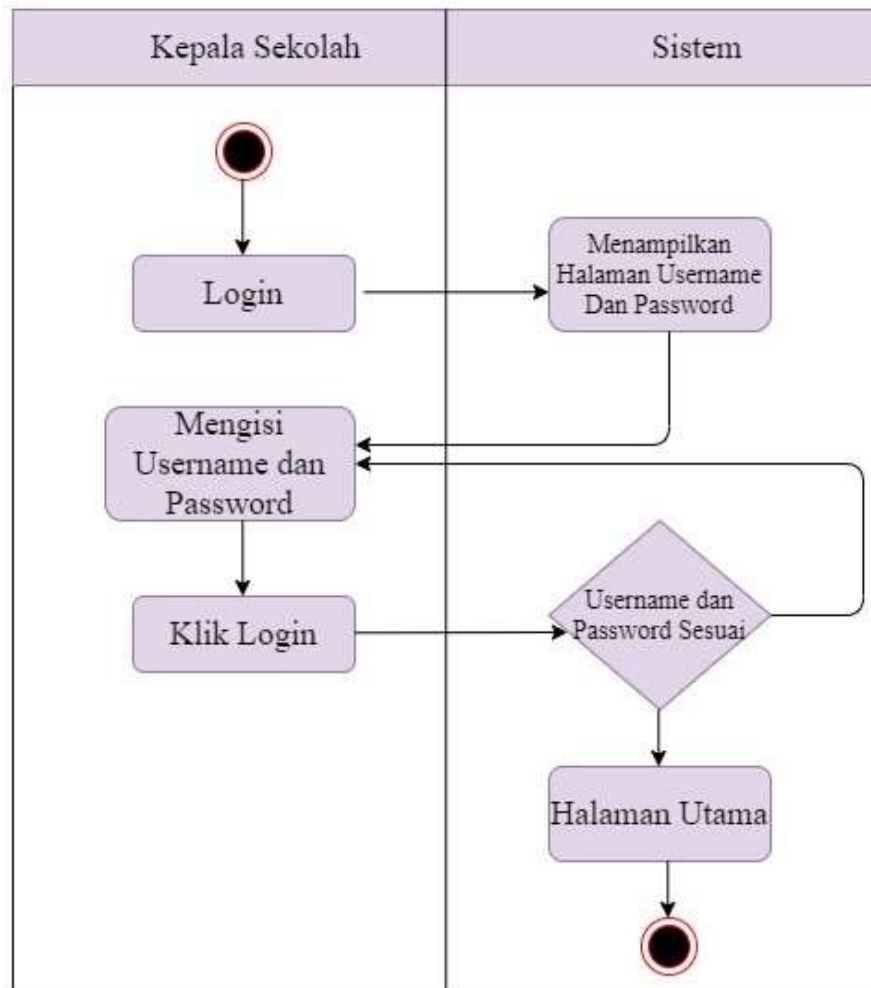 Kepala Sekolah
Sistem
Login
Menampilkan
Halaman Username
Dan Password
Mengisi
Username dan
Password
Klik Login
Username dan
Password Sesuai
Halaman Utama